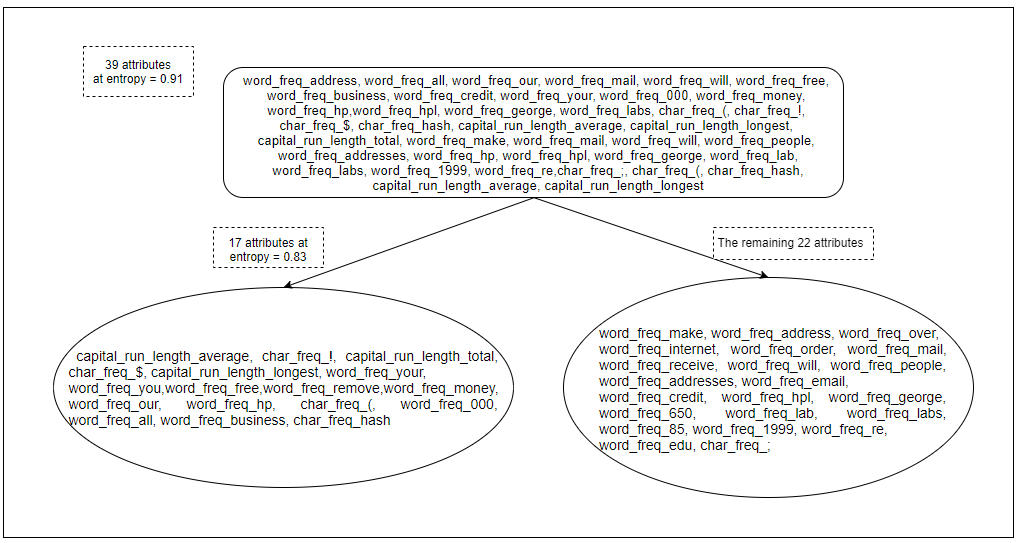 39 attributes
at entropy = 0.91
word_freq_address, word_freq_all, word_freq_our, word_freq_mail, word_freq_will, word_freq_free,
word_freq_business, word_freq_credit, word_freq_your, word_freq_000, word_freq_money,
word_freq_hp,word_freq_hpl, word_freq_george, word_freq_labs, char_freq_(, char_freq_!,
char_freq_$, char_freq_hash, capital_run_length_average, capital_run_length_longest,
capital_run_length_total, word_freq_make, word_freq_mail, word_freq_will, word_freq_people,
word_freq_addresses, word_freq_hp, word_freq_hpl, word_freq_george, word_freq_lab,
word_freq_labs, word_freq_1999, word_freq_re,char_freq_;, char_freq_(, char_freq_hash,
capital_run_length_average, capital_run_length_longest
17 attributes at
entropy = 0.83
The remaining 22 attributes
capital_run_length_average, char_freq_!, capital_run_length_total,
char_freq_$, capital_run_length_longest, word_freq_your,
word_freq_you,word_freq_free,word_freq_remove,word_freq_money,
word_freq_our, word_freq_hp, char_freq_(, word_freq_000,
word_freq_all, word_freq_business, char_freq_hash
word_freq_make, word_freq_address, word_freq_over,
word_freq_internet, word_freq_order, word_freq_mail,
word_freq_receive, word_freq_will, word_freq_people,
word_freq_addresses, word_freq_email,
word_freq_credit, word_freq_hpl, word_freq_george,
word_freq_650, word_freq_lab, word_freq_labs,
word_freq_85, word_freq_1999, word_freq_re,
word_freq_edu, char_freq_;